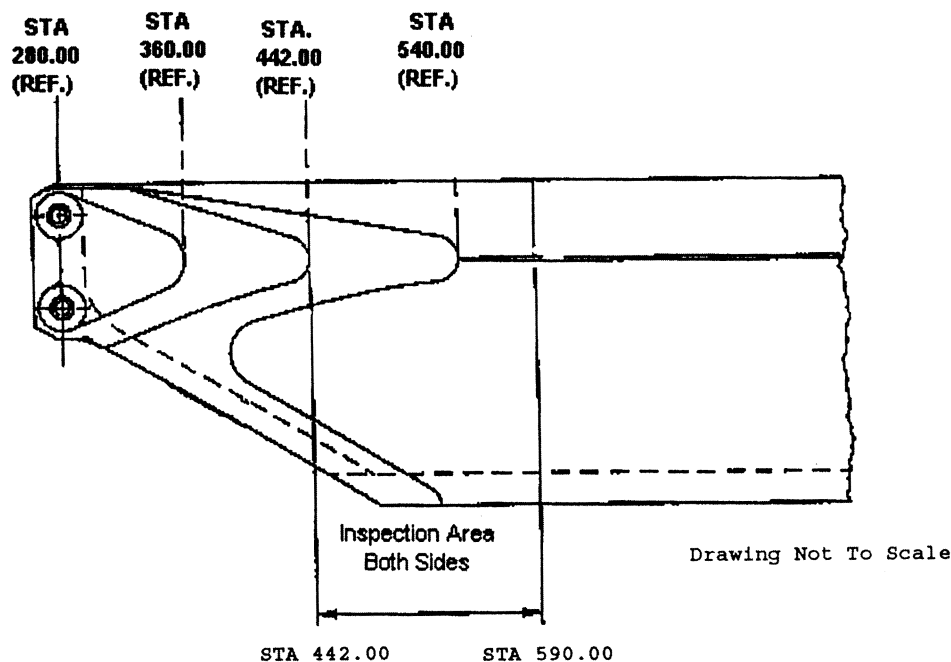 STA
280.00
(REF.)
STA
360.00
(REF.)
STA.
442.00
(REF.)
STA
540.00
(REF.)
Inspection Area
Both Sides
Drawing Not To Scale
STA 442.00
STA 590.00